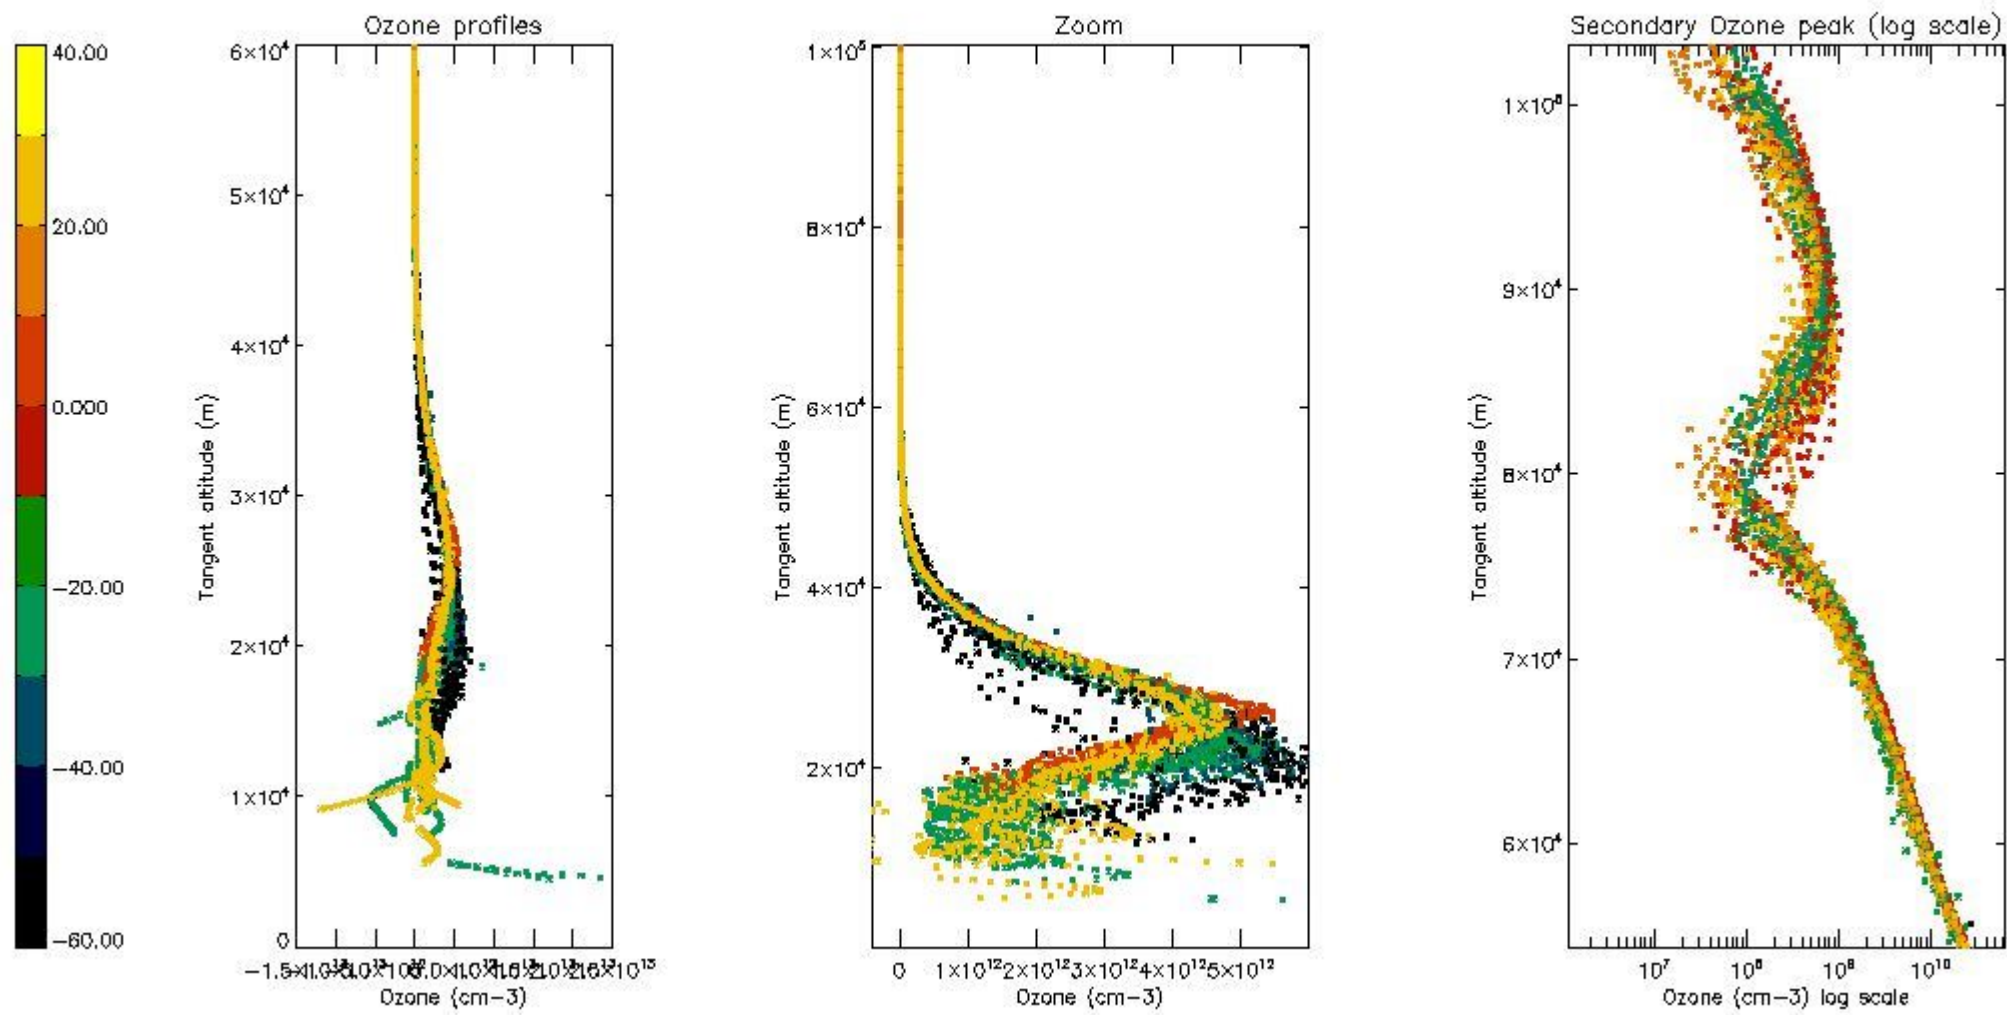 Ozone profiles
Zoom
Secondary Ozone peak (log scale)
40.00
20.00
0.000
−20.00
−40.00
−60.00
6×10⁴
5×10⁴
4×10⁴
3×10⁴
2×10⁴
1×10⁴
0
Tangent altitude (m)
Ozone (cm−3)
1×10⁵
8×10⁴
6×10⁴
4×10⁴
2×10⁴
Tangent altitude (m)
0 1×10¹² 2×10¹² 3×10¹² 4×10¹² 5×10¹²
Ozone (cm−3)
9×10⁴
8×10⁴
7×10⁴
6×10⁴
Tangent altitude (m)
10⁷ 10⁸ 10⁹ 10¹⁰
Ozone (cm−3) log scale